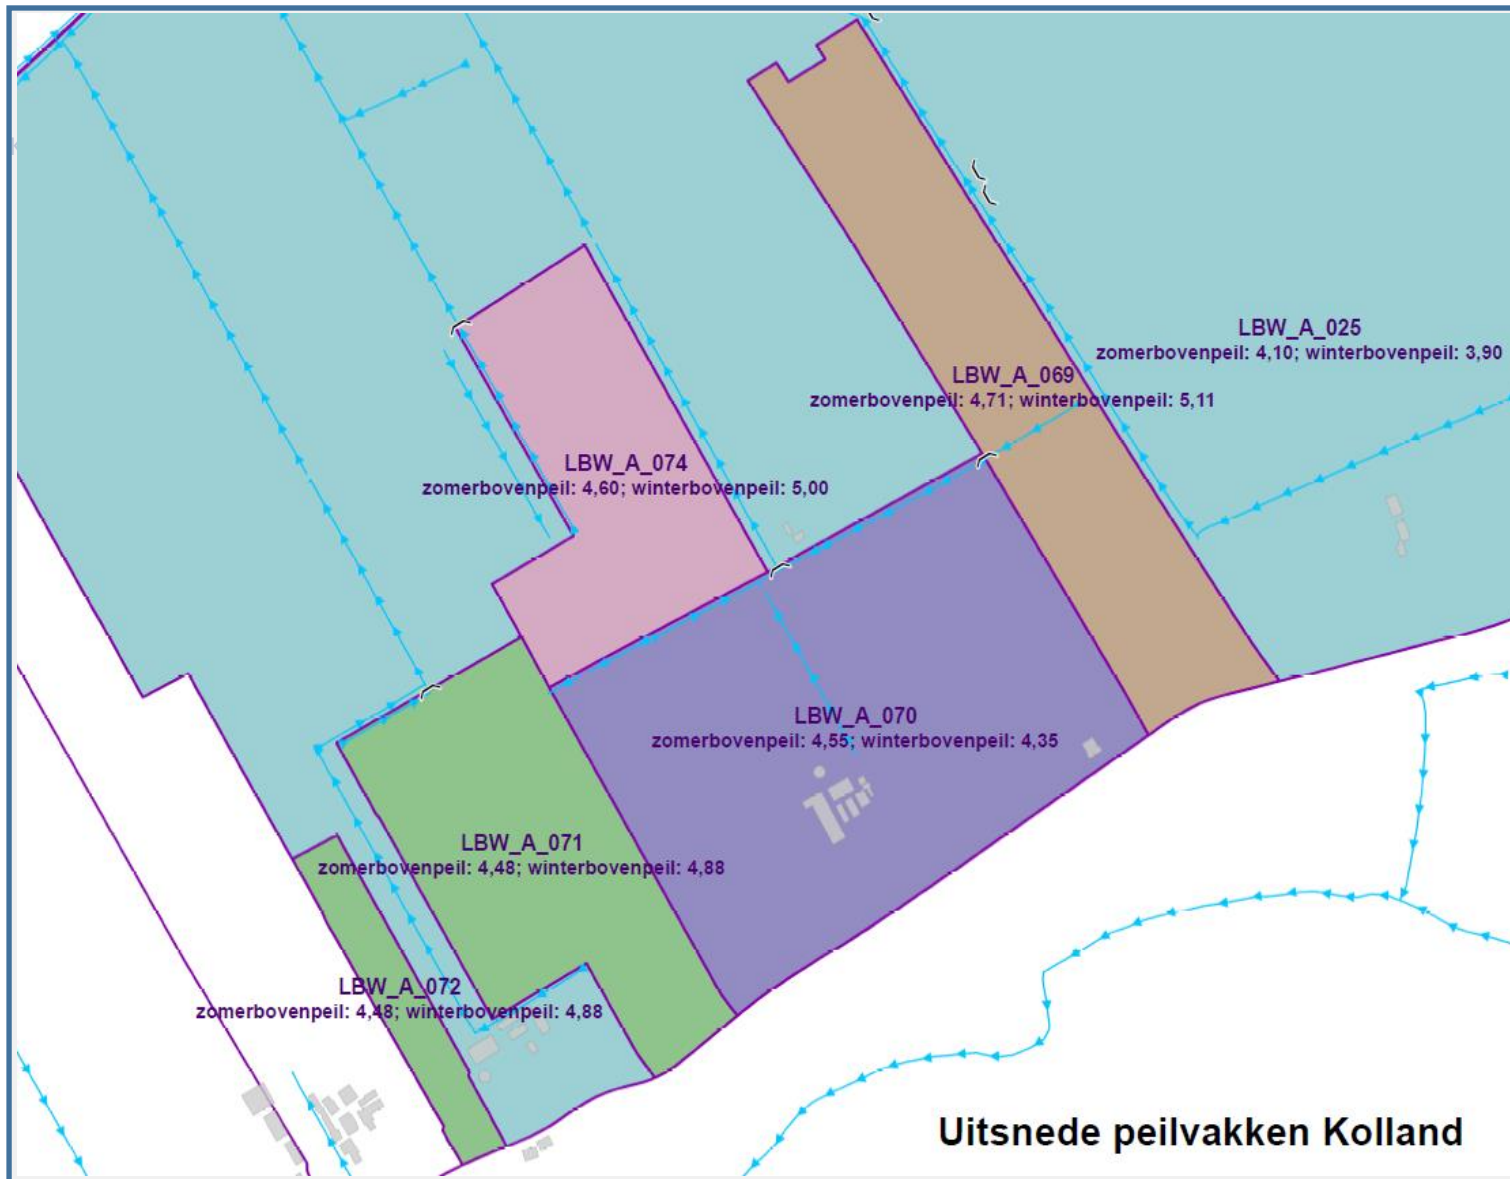 LBW_A_025
zomerbovenpeil: 4,10; winterbovenpeil: 3,90
LBW_A_069
zomerbovenpeil: 4,71; winterbovenpeil: 5,11
LBW_A_074
zomerbovenpeil: 4,60; winterbovenpeil: 5,00
LBW_A_070
zomerbovenpeil: 4,55; winterbovenpeil: 4,35
LBW_A_071
zomerbovenpeil: 4,48; winterbovenpeil: 4,88
LBW_A_072
zomerbovenpeil: 4,48; winterbovenpeil: 4,88
Uitsnede peilvakken Kolland